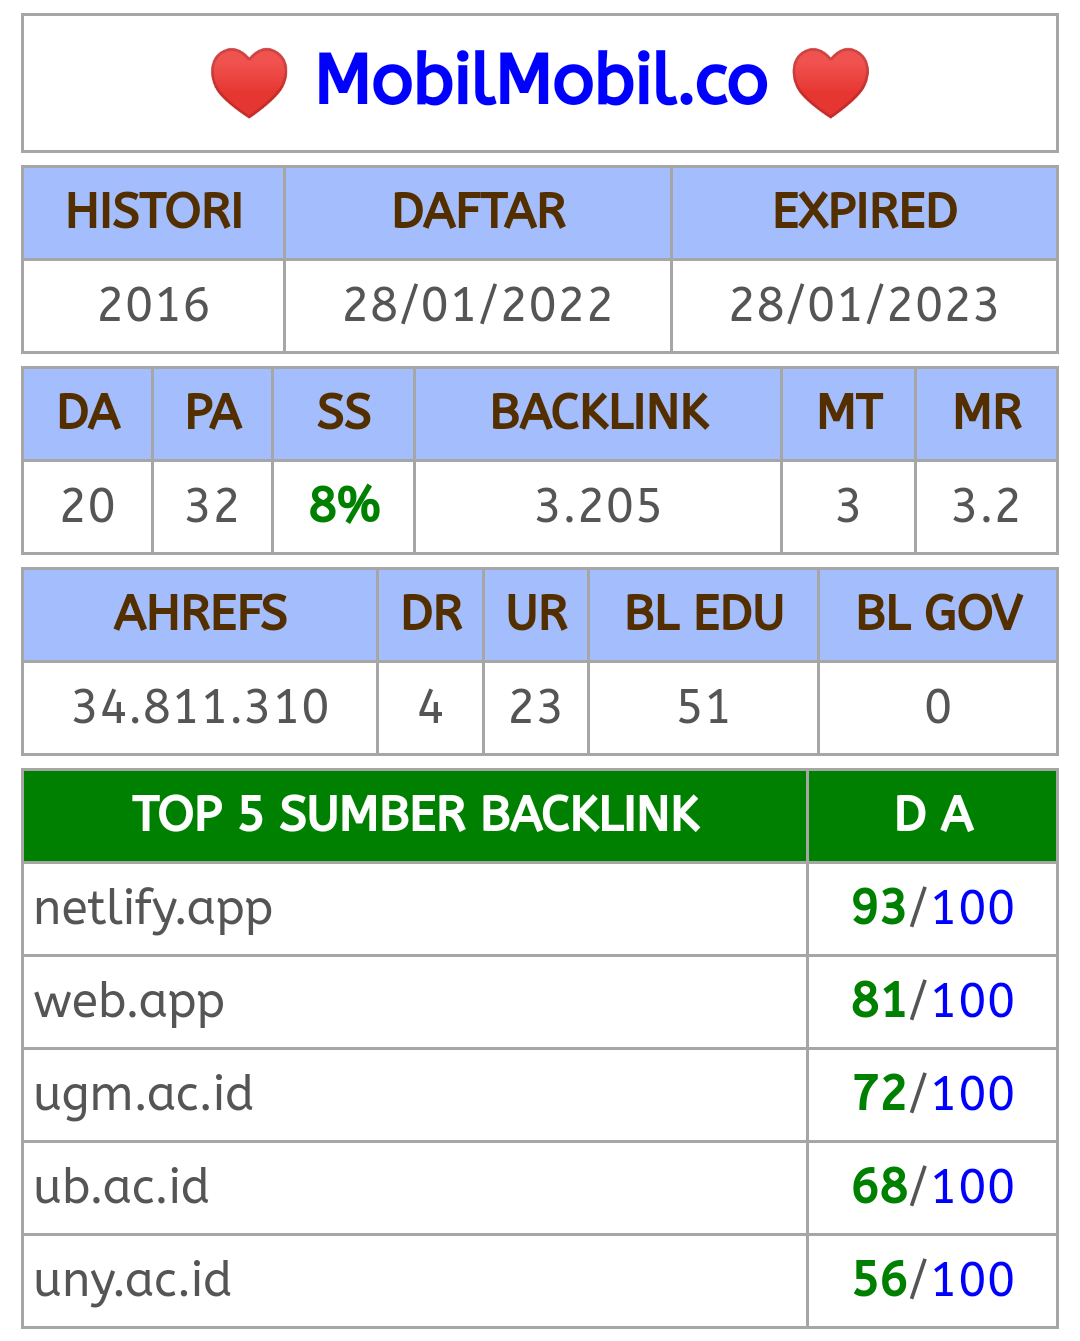 MobilMobil.co
HISTORI DAFTAR EXPIRED
2016 28/01/2022 28/01/2023
DA PA SS BACKLINK MT MR
20 32 8% 3.205 3 3.2
AHREFS DR UR BL EDU BL GOV
34.811.310 4 23 51 0
TOP 5 SUMBER BACKLINK D A
netlify.app 93/100
web.app 81/100
ugm.ac.id 72/100
ub.ac.id 68/100
uny.ac.id 56/100